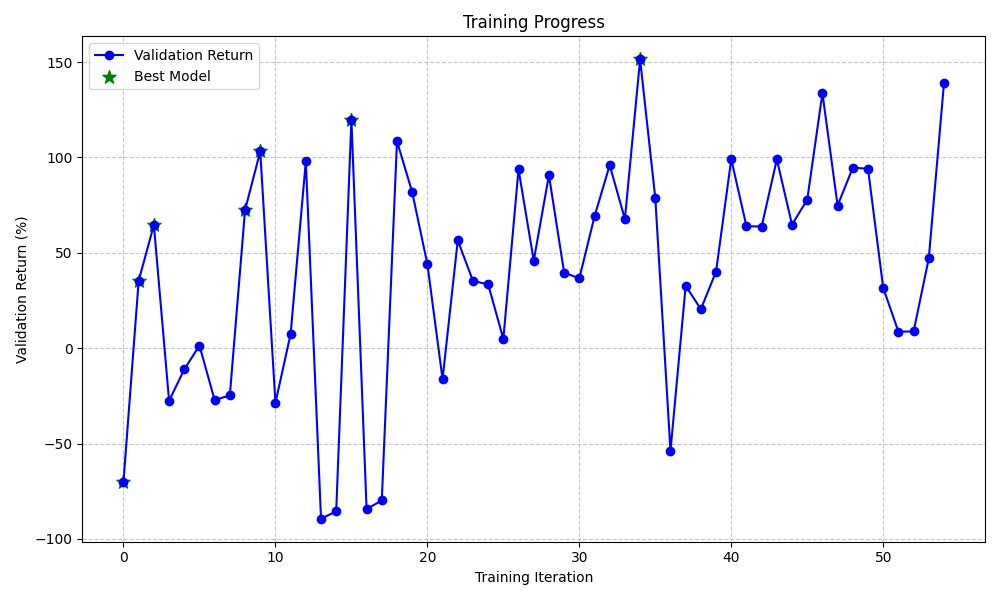 Training Progress
Validation Return
Best Model
Validation Return (%)
150
100
50
0
−50
−100
0
10
20
30
40
50
Training Iteration